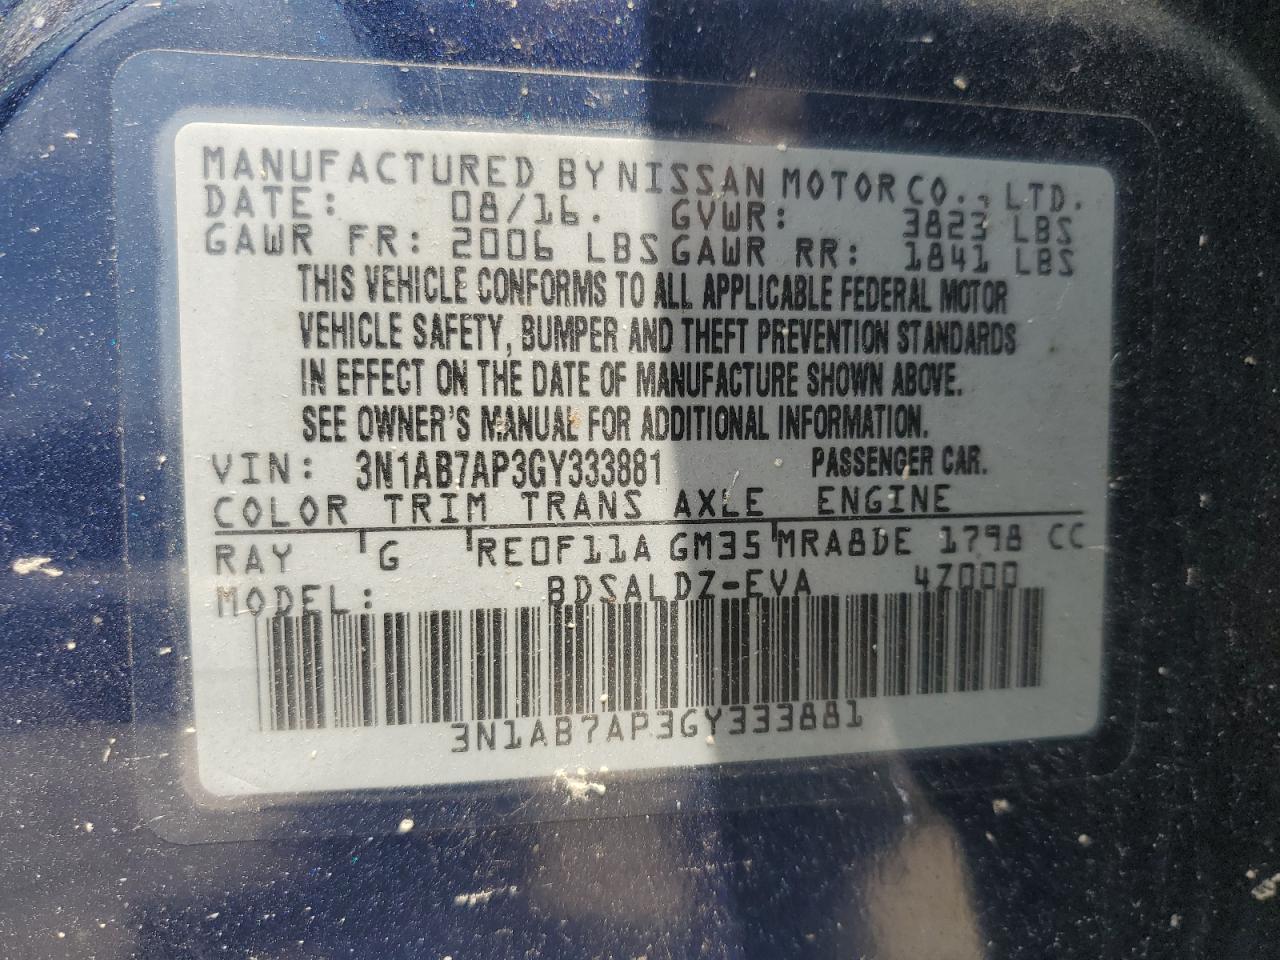 MANUFACTURED BY NISSAN MOTOR CO., LTD.
DATE: 08/16. GVWR: 3823 LBS
GAWR FR: 2006 LBS GAWR RR: 1841 LBS
THIS VEHICLE CONFORMS TO ALL APPLICABLE FEDERAL MOTOR
VEHICLE SAFETY, BUMPER AND THEFT PREVENTION STANDARDS
IN EFFECT ON THE DATE OF MANUFACTURE SHOWN ABOVE.
SEE OWNER'S MANUAL FOR ADDITIONAL INFORMATION.
VIN: 3N1AB7AP3GY333881 PASSENGER CAR.
COLOR TRIM TRANS AXLE ENGINE
RAY G RE0F11A GM35 MRA8DE 1798 CC
MODEL: BDSALDZ-EVA 4Z000
3N1AB7AP3GY333881